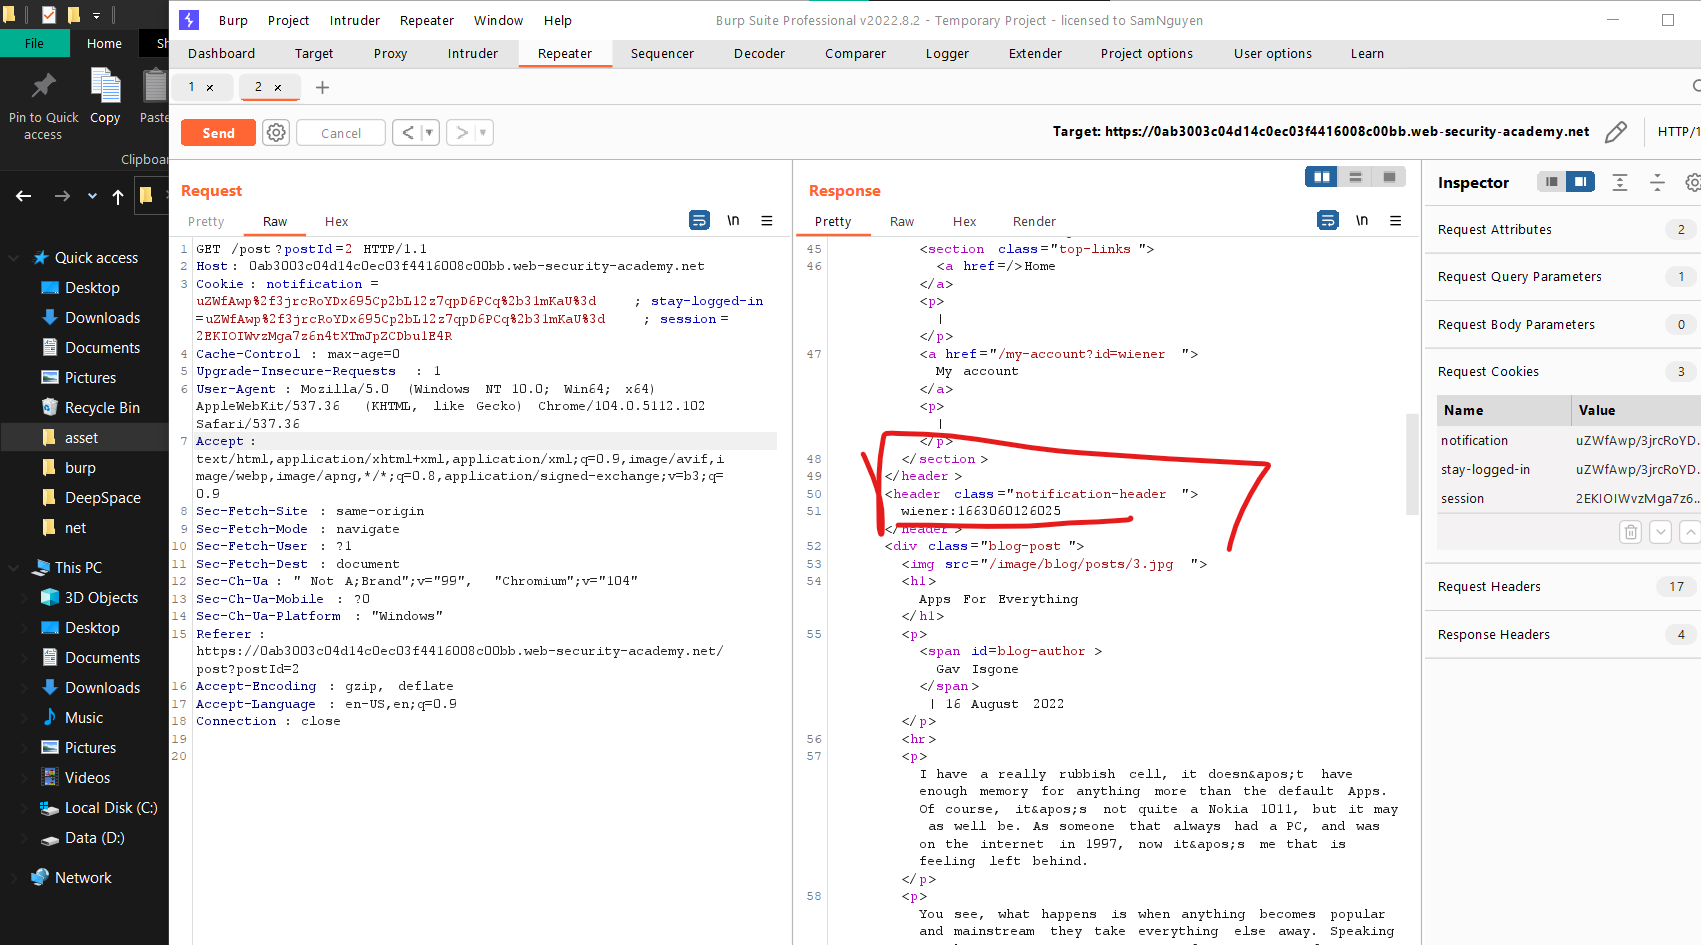 File
Home
Sh
Pin to Quick access
Copy
Paste
Clipboar
Quick access
Desktop
Downloads
Documents
Pictures
Recycle Bin
asset
burp
DeepSpace
net
This PC
3D Objects
Desktop
Documents
Downloads
Music
Pictures
Videos
Local Disk (C:)
Data (D:)
Network
Burp Project Intruder Repeater Window Help
Burp Suite Professional v2022.8.2 - Temporary Project - licensed to SamNguyen
Dashboard Target Proxy Intruder Repeater Sequencer Decoder Comparer Logger Extender Project options User options Learn
1 × 2 × +
Send Cancel < >
Target: https://0ab3003c04d14c0ec03f4416008c00bb.web-security-academy.net
HTTP/1
Request
Pretty Raw Hex
\n
1 GET /post?postId=2 HTTP/1.1
2 Host: 0ab3003c04d14c0ec03f4416008c00bb.web-security-academy.net
3 Cookie: notification=
uZWfAwp%2f3jrcRoYDx695Cp2bL12z7qpD6PCq%2b31mKaU%3d; stay-logged-in
=uZWfAwp%2f3jrcRoYDx695Cp2bL12z7qpD6PCq%2b31mKaU%3d; session=
2EKIOIWvzMga7z6n4tXTmJpZCDbu1E4R
4 Cache-Control: max-age=0
5 Upgrade-Insecure-Requests: 1
6 User-Agent: Mozilla/5.0 (Windows NT 10.0; Win64; x64)
AppleWebKit/537.36 (KHTML, like Gecko) Chrome/104.0.5112.102
Safari/537.36
7 Accept:
text/html,application/xhtml+xml,application/xml;q=0.9,image/avif,i
mage/webp,image/apng,*/*;q=0.8,application/signed-exchange;v=b3;q=
0.9
8 Sec-Fetch-Site: same-origin
9 Sec-Fetch-Mode: navigate
10 Sec-Fetch-User: ?1
11 Sec-Fetch-Dest: document
12 Sec-Ch-Ua: " Not A;Brand";v="99", "Chromium";v="104"
13 Sec-Ch-Ua-Mobile: ?0
14 Sec-Ch-Ua-Platform: "Windows"
15 Referer:
https://0ab3003c04d14c0ec03f4416008c00bb.web-security-academy.net/
post?postId=2
16 Accept-Encoding: gzip, deflate
17 Accept-Language: en-US,en;q=0.9
18 Connection: close
19
20
Response
Pretty Raw Hex Render
\n
45 <section class="top-links">
46 <a href=/>Home
</a>
<p>
|
</p>
47 <a href="/my-account?id=wiener">
My account
</a>
<p>
|
</p>
48 </section>
49 </header>
50 <header class="notification-header">
51 wiener:1663060126025
</header>
52 <div class="blog-post">
53 <img src="/image/blog/posts/3.jpg">
54 <h1>
Apps For Everything
</h1>
55 <p>
<span id=blog-author>
Gav Isgone
</span>
| 16 August 2022
</p>
56 <hr>
57 <p>
I have a really rubbish cell, it doesn&apos;t have
enough memory for anything more than the default Apps.
Of course, it&apos;s not quite a Nokia 1011, but it may
as well be. As someone that always had a PC, and was
on the internet in 1997, now it&apos;s me that is
feeling left behind.
</p>
58 <p>
You see, what happens is when anything becomes popular
and mainstream they take everything else away. Speaking
Inspector
Request Attributes 2
Request Query Parameters 1
Request Body Parameters 0
Request Cookies 3
Name Value
notification uZWfAwp/3jrcRoYD...
stay-logged-in uZWfAwp/3jrcRoYD...
session 2EKIOIWvzMga7z6...
Request Headers 17
Response Headers 4